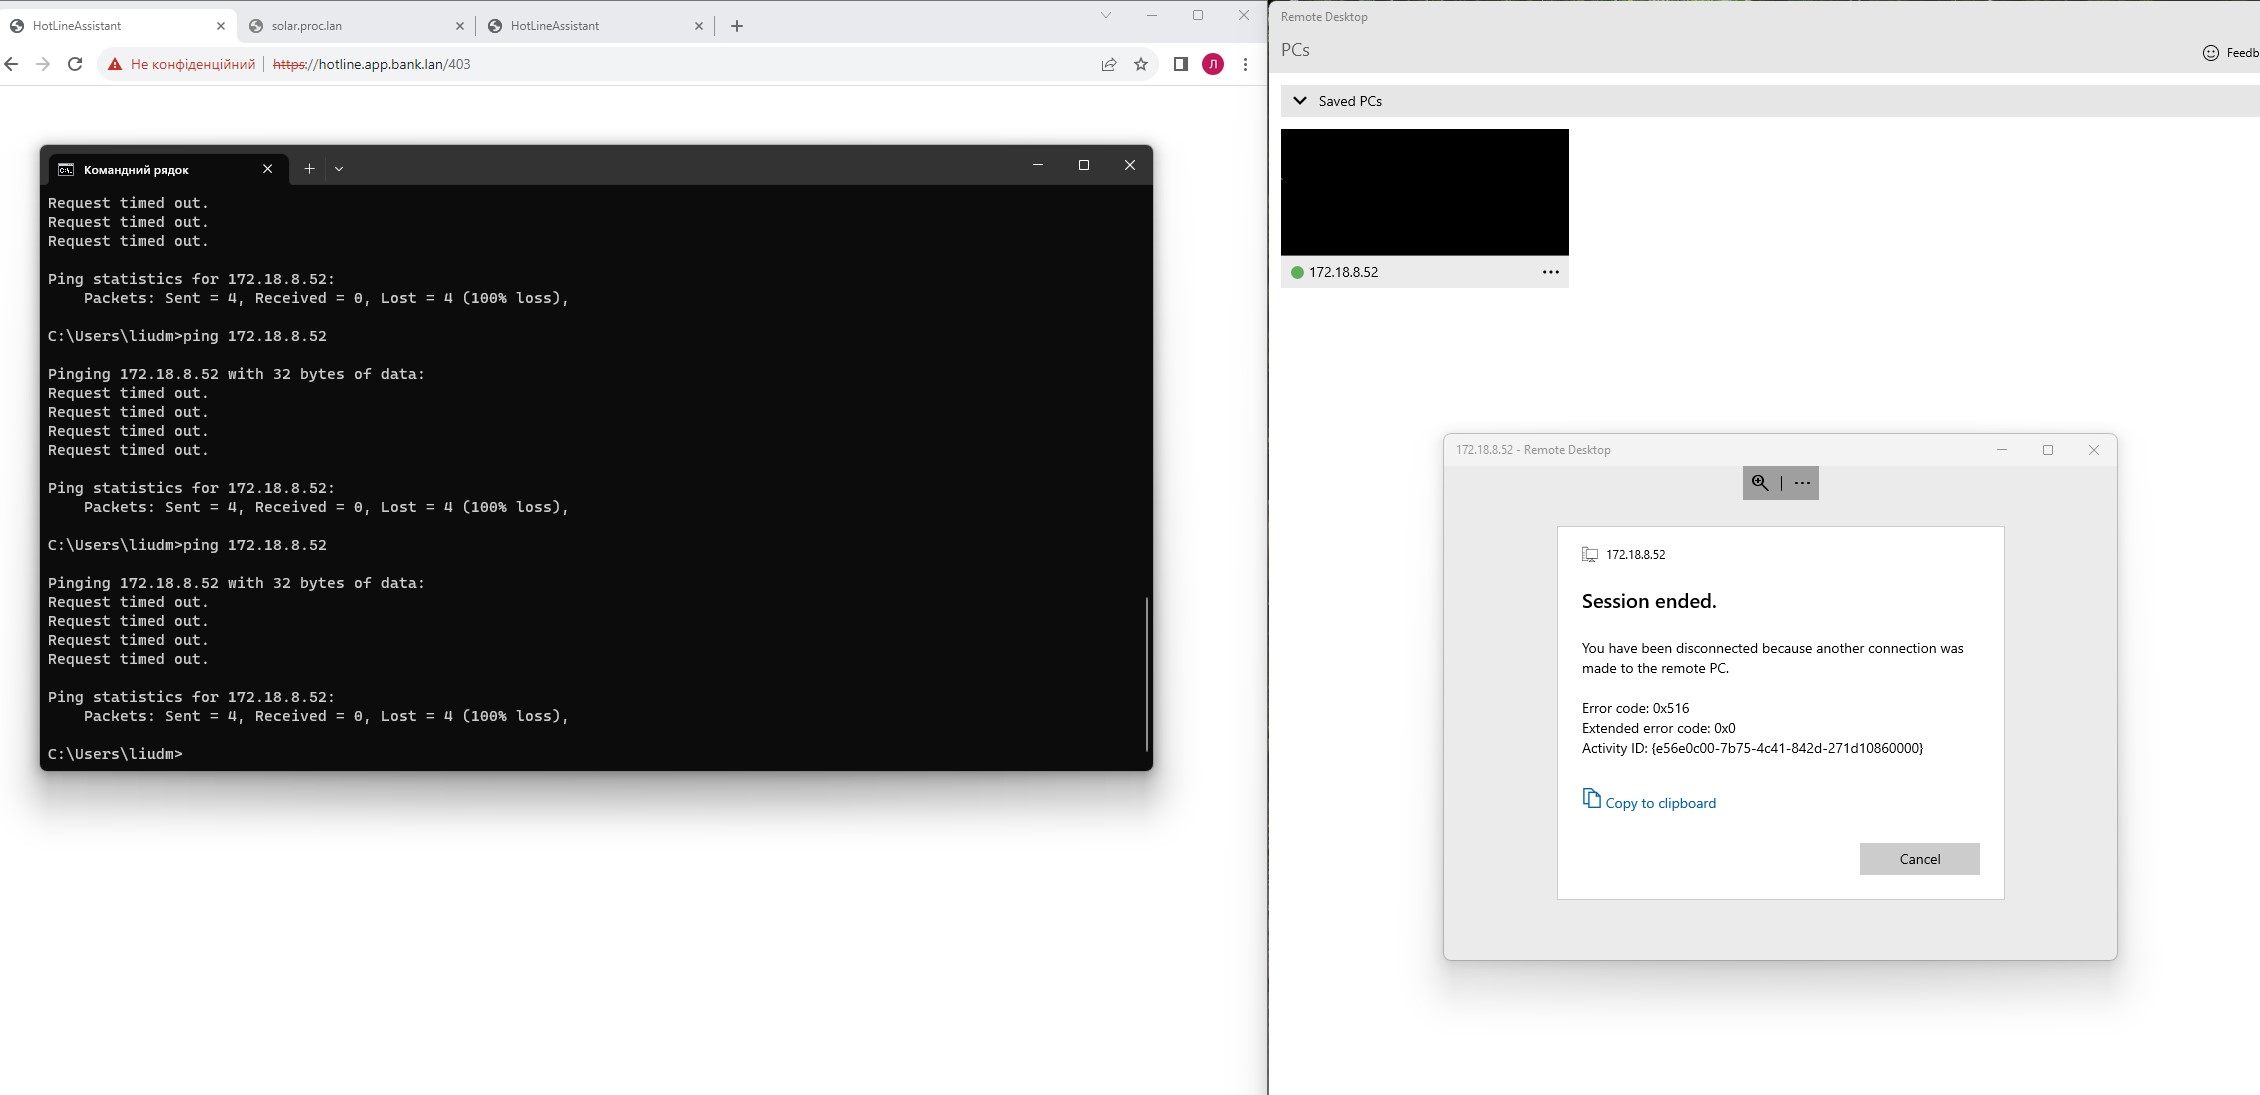 HotLineAssistant
solar.proc.lan
HotLineAssistant
Не конфіденційний
https://hotline.app.bank.lan/403
Л
Командний рядок
Request timed out.
Request timed out.
Request timed out.
Ping statistics for 172.18.8.52:
Packets: Sent = 4, Received = 0, Lost = 4 (100% loss),
C:\Users\liudm>ping 172.18.8.52
Pinging 172.18.8.52 with 32 bytes of data:
Request timed out.
Request timed out.
Request timed out.
Request timed out.
Ping statistics for 172.18.8.52:
Packets: Sent = 4, Received = 0, Lost = 4 (100% loss),
C:\Users\liudm>ping 172.18.8.52
Pinging 172.18.8.52 with 32 bytes of data:
Request timed out.
Request timed out.
Request timed out.
Request timed out.
Ping statistics for 172.18.8.52:
Packets: Sent = 4, Received = 0, Lost = 4 (100% loss),
C:\Users\liudm>
Remote Desktop
PCs
Feedb
Saved PCs
172.18.8.52
172.18.8.52 - Remote Desktop
172.18.8.52
Session ended.
You have been disconnected because another connection was
made to the remote PC.
Error code: 0x516
Extended error code: 0x0
Activity ID: {e56e0c00-7b75-4c41-842d-271d10860000}
Copy to clipboard
Cancel